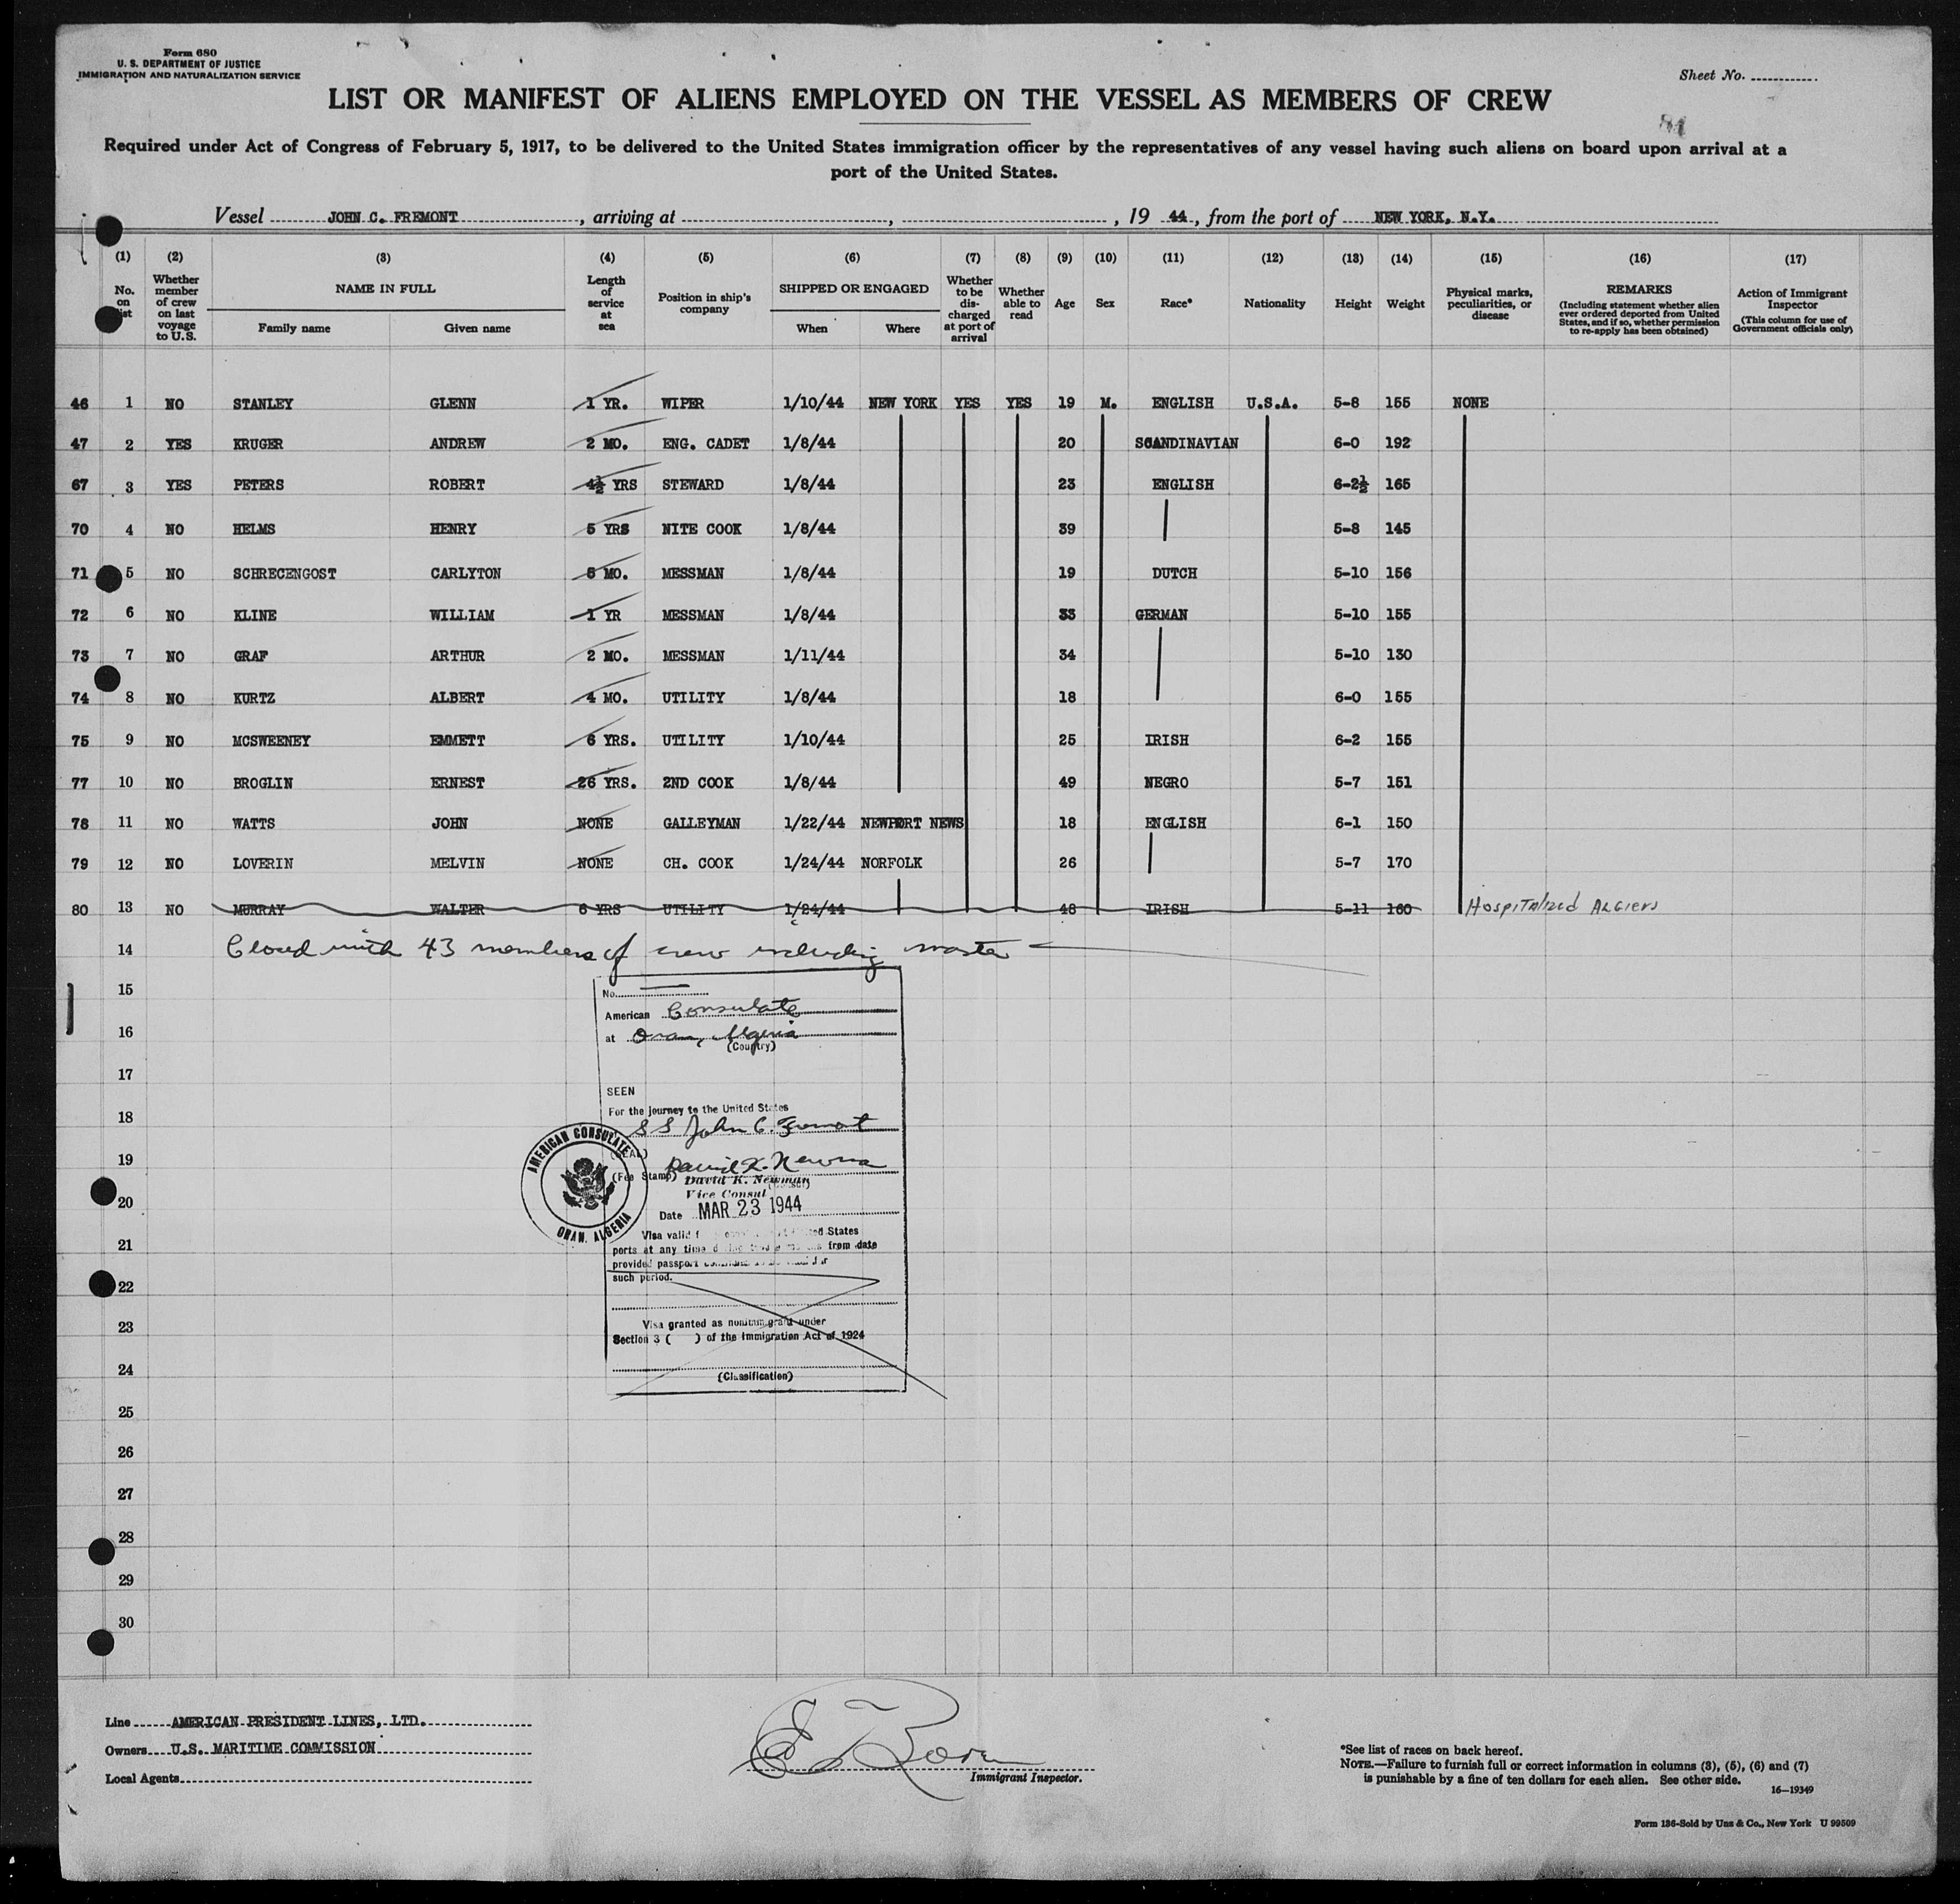 Form 680
U. S. DEPARTMENT OF JUSTICE
IMMIGRATION AND NATURALIZATION SERVICE
Sheet No.
LIST OR MANIFEST OF ALIENS EMPLOYED ON THE VESSEL AS MEMBERS OF CREW
Required under Act of Congress of February 5, 1917, to be delivered to the United States immigration officer by the representatives of any vessel having such aliens on board upon arrival at a
port of the United States.
Vessel JOHN C. FREMONT, arriving at , , 19 44, from the port of NEW YORK, N.Y.
(1) (2) (3) (4) (5) (6) (7) (8) (9) (10) (11) (12) (13) (14) (15) (16) (17)
No. on list
Whether member of crew on last voyage to U.S.
NAME IN FULL
Family name Given name
Length of service at sea
Position in ship's company
SHIPPED OR ENGAGED
When Where
Whether to be discharged at port of arrival
Whether able to read
Age Sex Race* Nationality Height Weight
Physical marks, peculiarities, or disease
REMARKS
(Including statement whether alien ever ordered deported from United States, and if so, whether permission to re-apply has been obtained)
Action of Immigrant Inspector
(This column for use of Government officials only)
46 1 NO STANLEY GLENN 1 YR. WIPER 1/10/44 NEW YORK YES YES 19 M. ENGLISH U.S.A. 5-8 155 NONE
47 2 YES KRUGER ANDREW 2 MO. ENG. CADET 1/8/44 20 SCANDINAVIAN 6-0 192
67 3 YES PETERS ROBERT 4½ YRS STEWARD 1/8/44 23 ENGLISH 6-2½ 165
70 4 NO HELMS HENRY 5 YRS NITE COOK 1/8/44 39 5-8 145
71 5 NO SCHRECENGOST CARLYTON 5 MO. MESSMAN 1/8/44 19 DUTCH 5-10 156
72 6 NO KLINE WILLIAM 1 YR MESSMAN 1/8/44 33 GERMAN 5-10 155
73 7 NO GRAF ARTHUR 2 MO. MESSMAN 1/11/44 34 5-10 130
74 8 NO KURTZ ALBERT 4 MO. UTILITY 1/8/44 18 6-0 155
75 9 NO MCSWEENEY EMMETT 6 YRS. UTILITY 1/10/44 25 IRISH 6-2 155
77 10 NO BROGLIN ERNEST 26 YRS. 2ND COOK 1/8/44 49 NEGRO 5-7 151
78 11 NO WATTS JOHN NONE GALLEYMAN 1/22/44 NEWPORT NEWS 18 ENGLISH 6-1 150
79 12 NO LOVERIN MELVIN NONE CH. COOK 1/24/44 NORFOLK 26 5-7 170
80 13 NO MURRAY WALTER 6 YRS UTILITY 1/24/44 48 IRISH 5-11 160 Hospitalized Algiers
14 Closed with 43 members of crew including master
15
16
17
18
19
20
21
22
23
24
25
26
27
28
29
30
No.
American Consulate
at Oran, Algeria
(Country)
SEEN
For the journey to the United States
SS John C. Fremont
(SEAL)
David K. Newman
(Fee Stamp) David K. Newman
Vice Consul
Date MAR 23 1944
AMERICAN CONSULATE
ORAN, ALGERIA
Visa valid States
ports at any time from date
provided passport
such period.
Visa granted as nonimmigrant under
Section 3 ( ) of the Immigration Act of 1924
(Classification)
Line AMERICAN PRESIDENT LINES, LTD.
Owners U.S. MARITIME COMMISSION
Local Agents
Immigrant Inspector.
*See list of races on back hereof.
NOTE.—Failure to furnish full or correct information in columns (3), (5), (6) and (7)
is punishable by a fine of ten dollars for each alien. See other side.
16—19349
Form 136-Sold by Unz & Co., New York U 99509